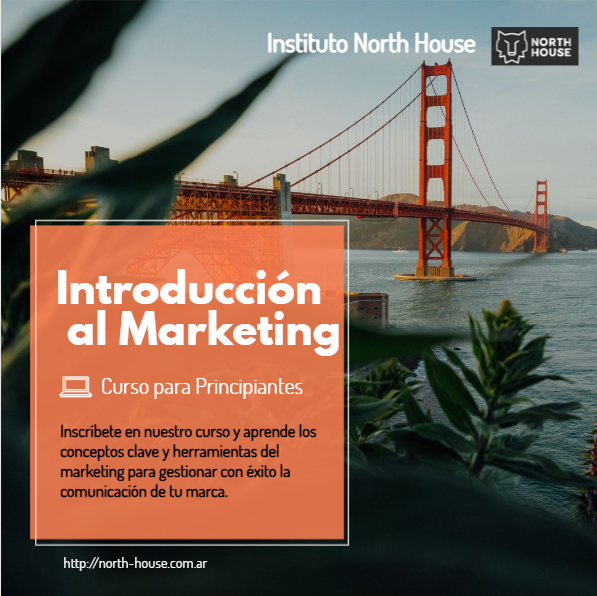 Instituto North House
NORTH
HOUSE
Introducción
al Marketing
Curso para Principiantes
Inscríbete en nuestro curso y aprende los
conceptos clave y herramientas del
marketing para gestionar con éxito la
comunicación de tu marca.
http://north-house.com.ar